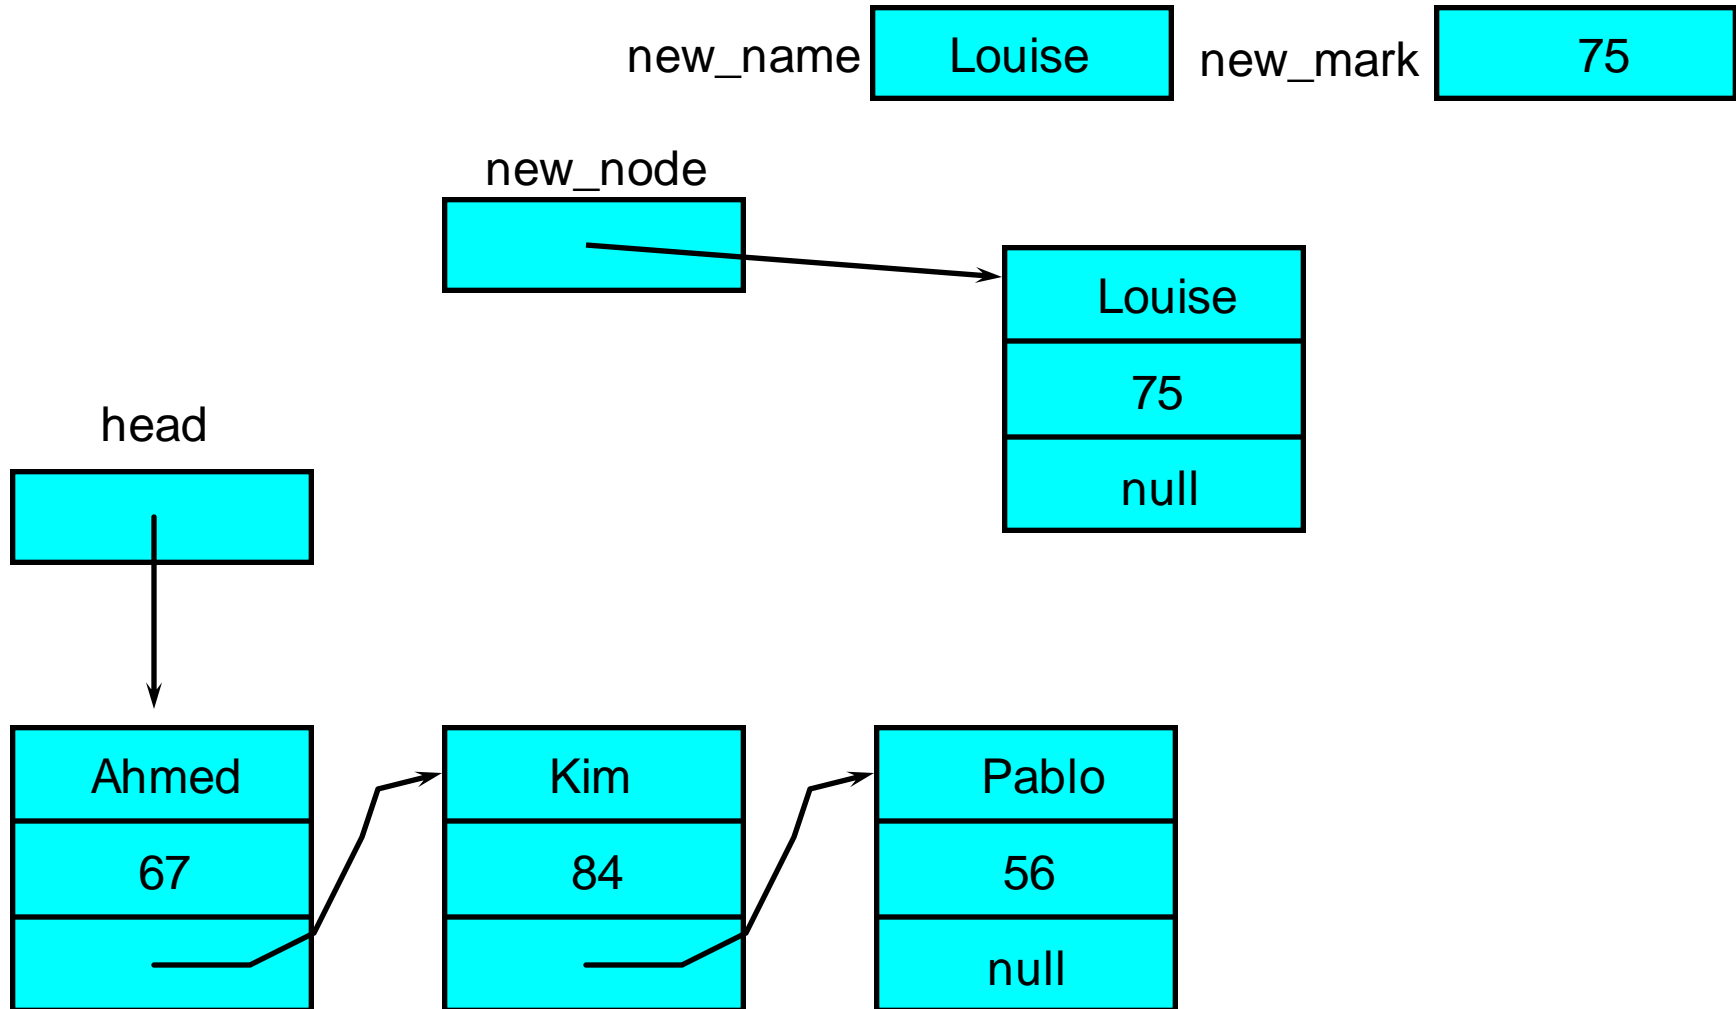 new_name Louise new_mark 75
new_node
Louise
75
head
null
Ahmed Kim Pablo
67 84 56
null